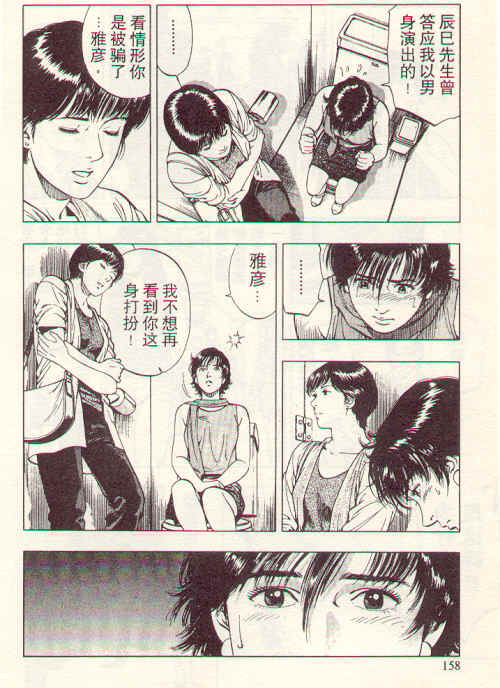 辰巳先生曾
答应我以男
身演出的！
………
看情形你
是被骗了
…雅彦。
………
雅彦…
我不想再
看到你这
身打扮！
158